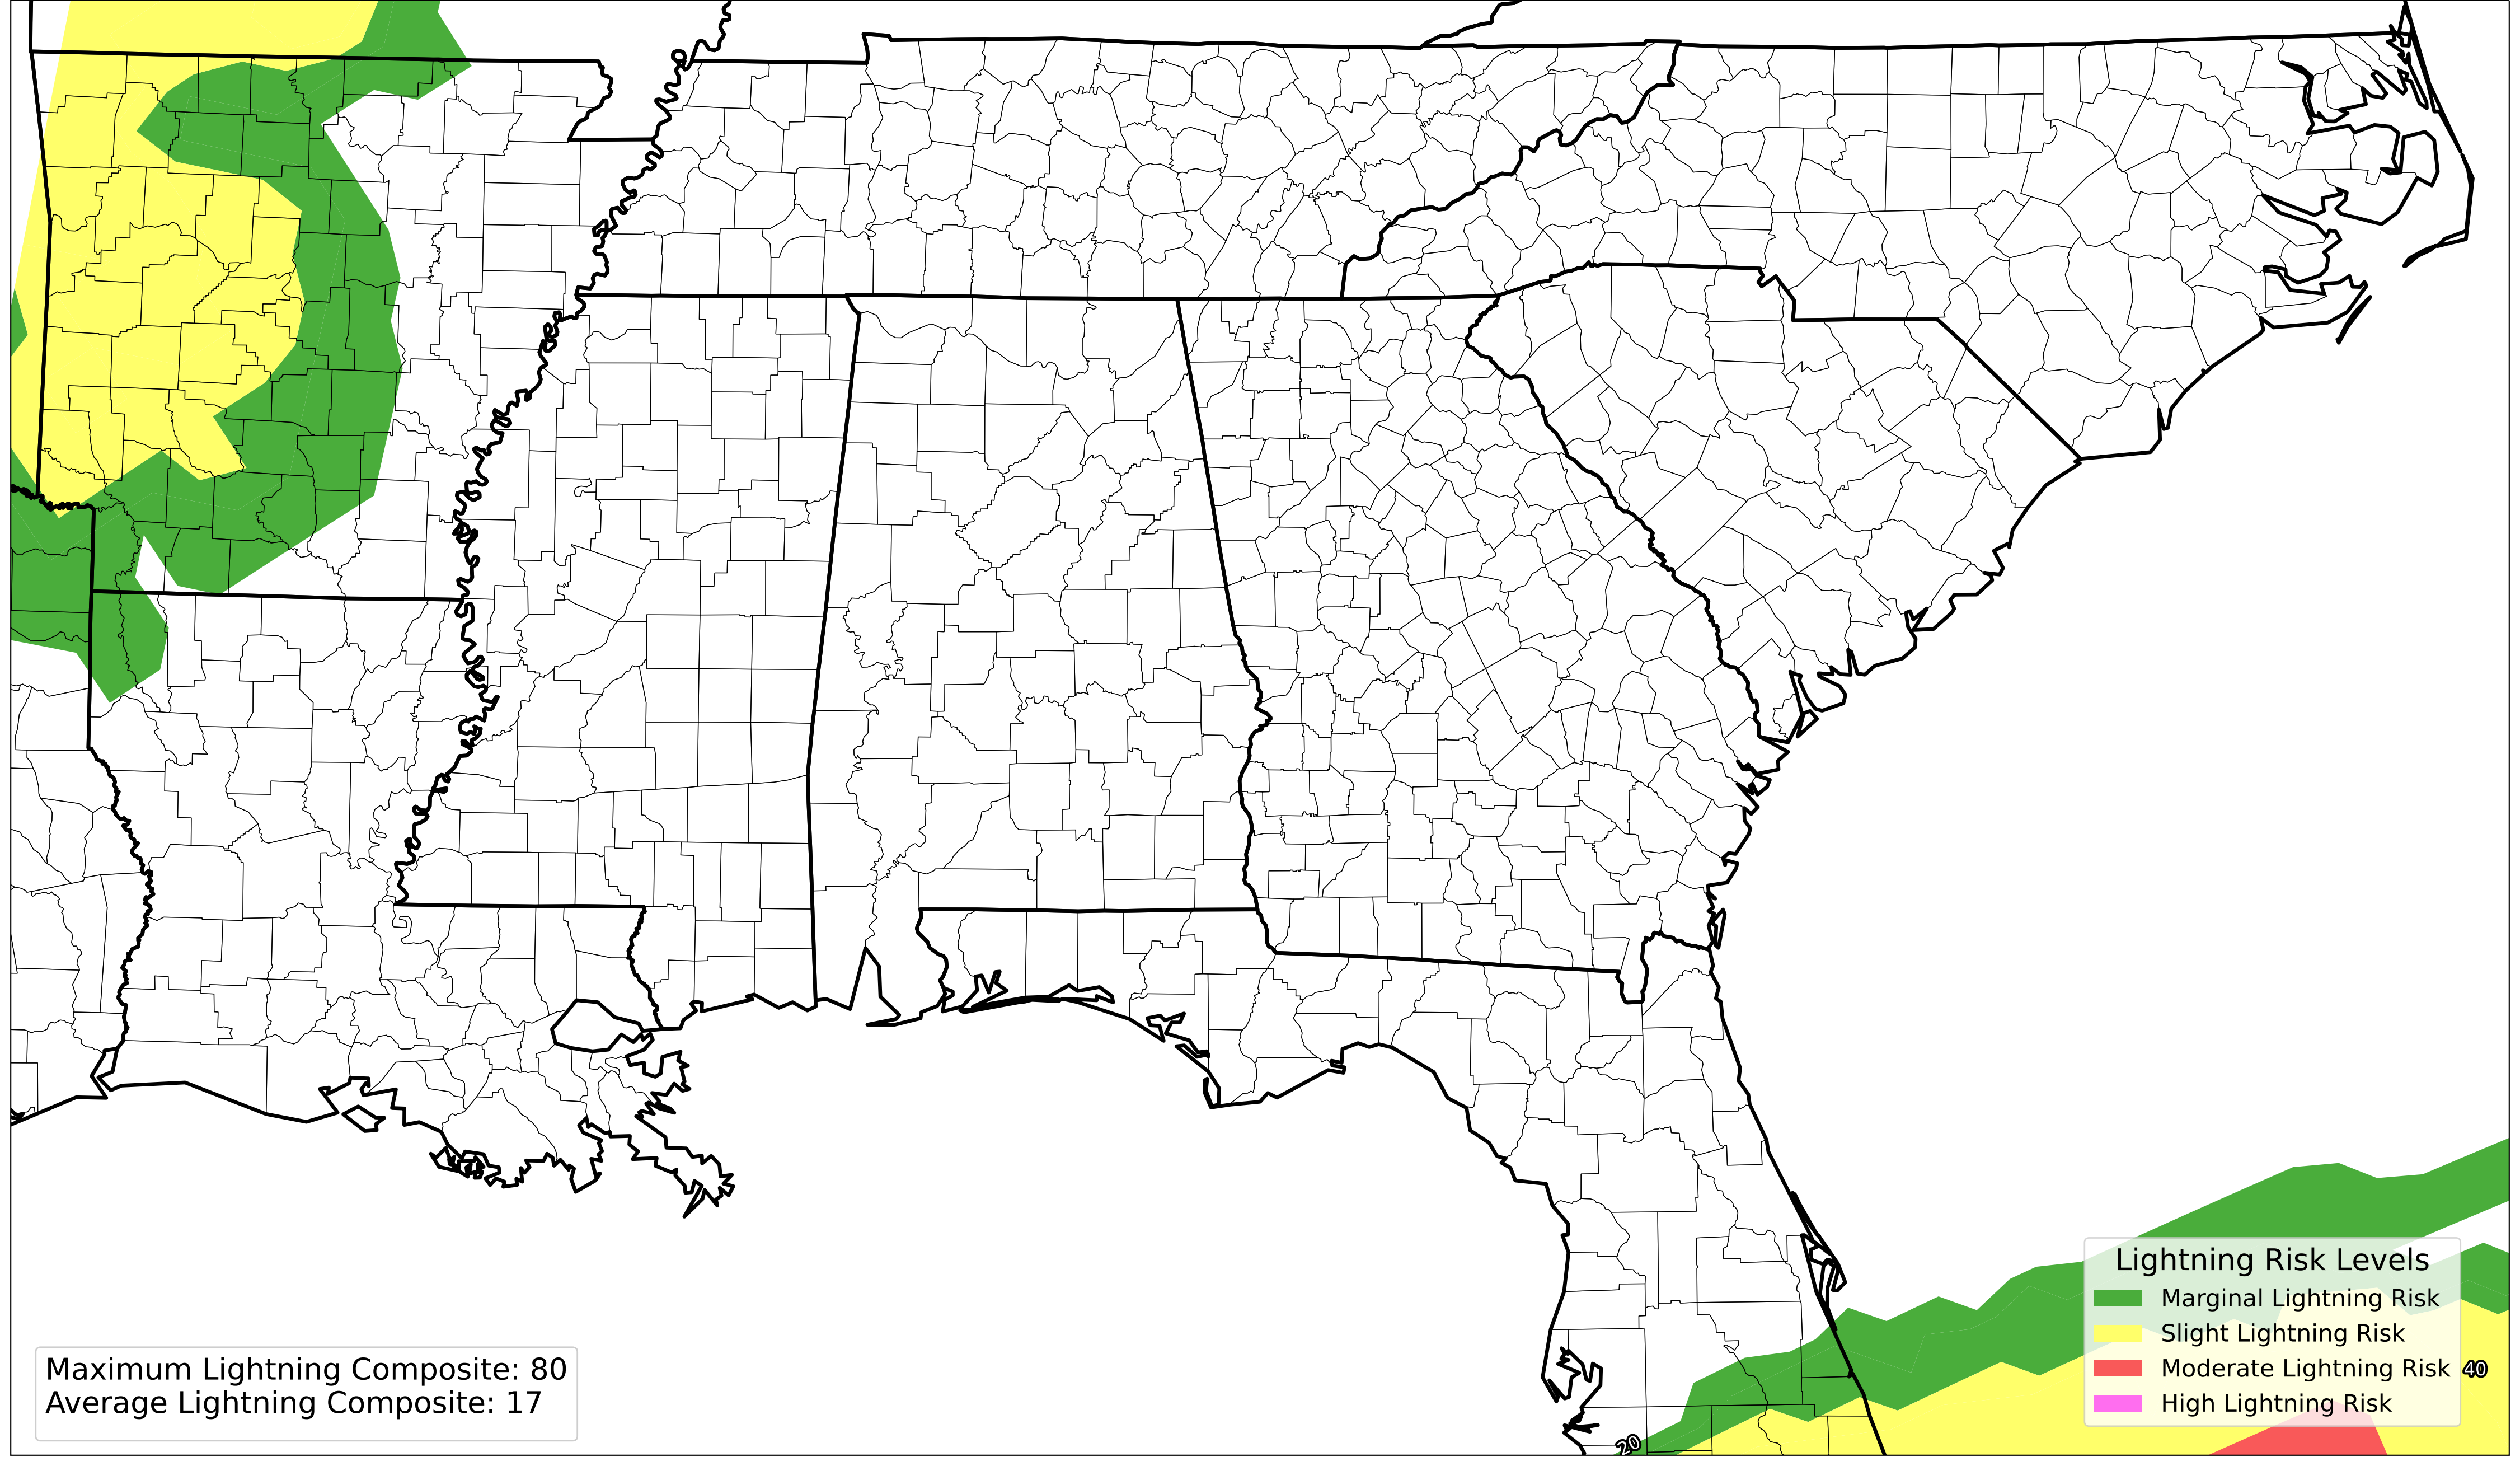 Lightning Risk Levels
Marginal Lightning Risk
Slight Lightning Risk
Moderate Lightning Risk
High Lightning Risk
40
Maximum Lightning Composite: 80
Average Lightning Composite: 17
20